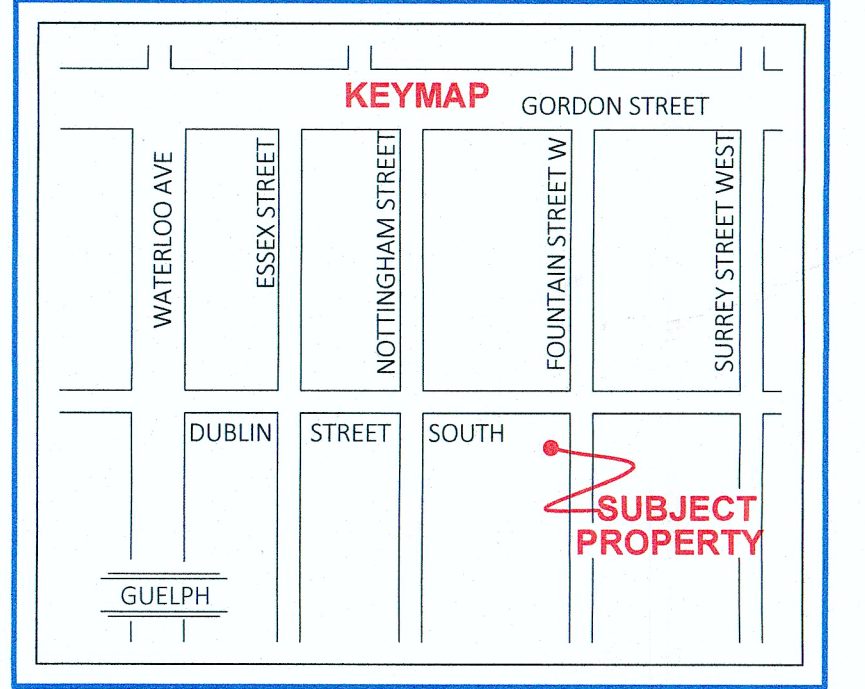 KEYMAP
GORDON STREET
WATERLOO AVE
ESSEX STREET
NOTTINGHAM STREET
FOUNTAIN STREET W
SURREY STREET WEST
DUBLIN STREET SOUTH
SUBJECT
PROPERTY
GUELPH